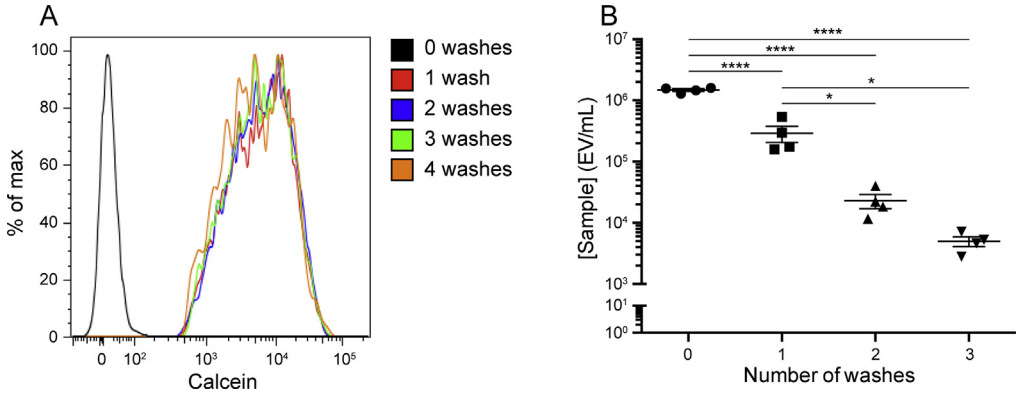 A
% of max
100
80
60
40
20
0
0 10² 10³ 10⁴ 10⁵
Calcein
0 washes
1 wash
2 washes
3 washes
4 washes
B
[Sample] (EV/mL)
10⁷
10⁶
10⁵
10⁴
10³
10¹
10⁰
****
****
****
*
*
0 1 2 3
Number of washes